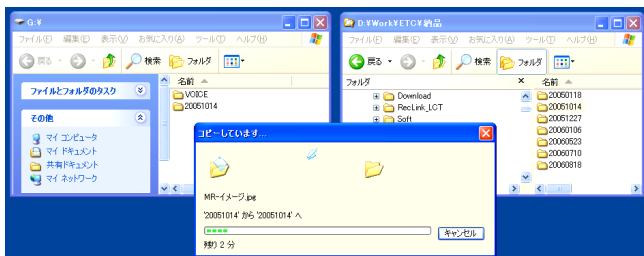 G:¥
ファイル(F) 編集(E) 表示(V) お気に入り(A) ツール(T) ヘルプ(H)
戻る 検索 フォルダ
ファイルとフォルダのタスク
その他
マイ コンピュータ
マイ ドキュメント
共有ドキュメント
マイ ネットワーク
名前
VOICE
20051014
D:¥Work¥ETC¥納品
ファイル(F) 編集(E) 表示(V) お気に入り(A) ツール(T) ヘルプ(H)
戻る 検索 フォルダ
フォルダ
Download
RecLink_LCT
Soft
名前
20050118
20051014
20051227
20060106
20060523
20060710
20060818
コピーしています...
MR-イメージ.jpg
'20051014' から '20051014' へ
残り 2 分
キャンセル